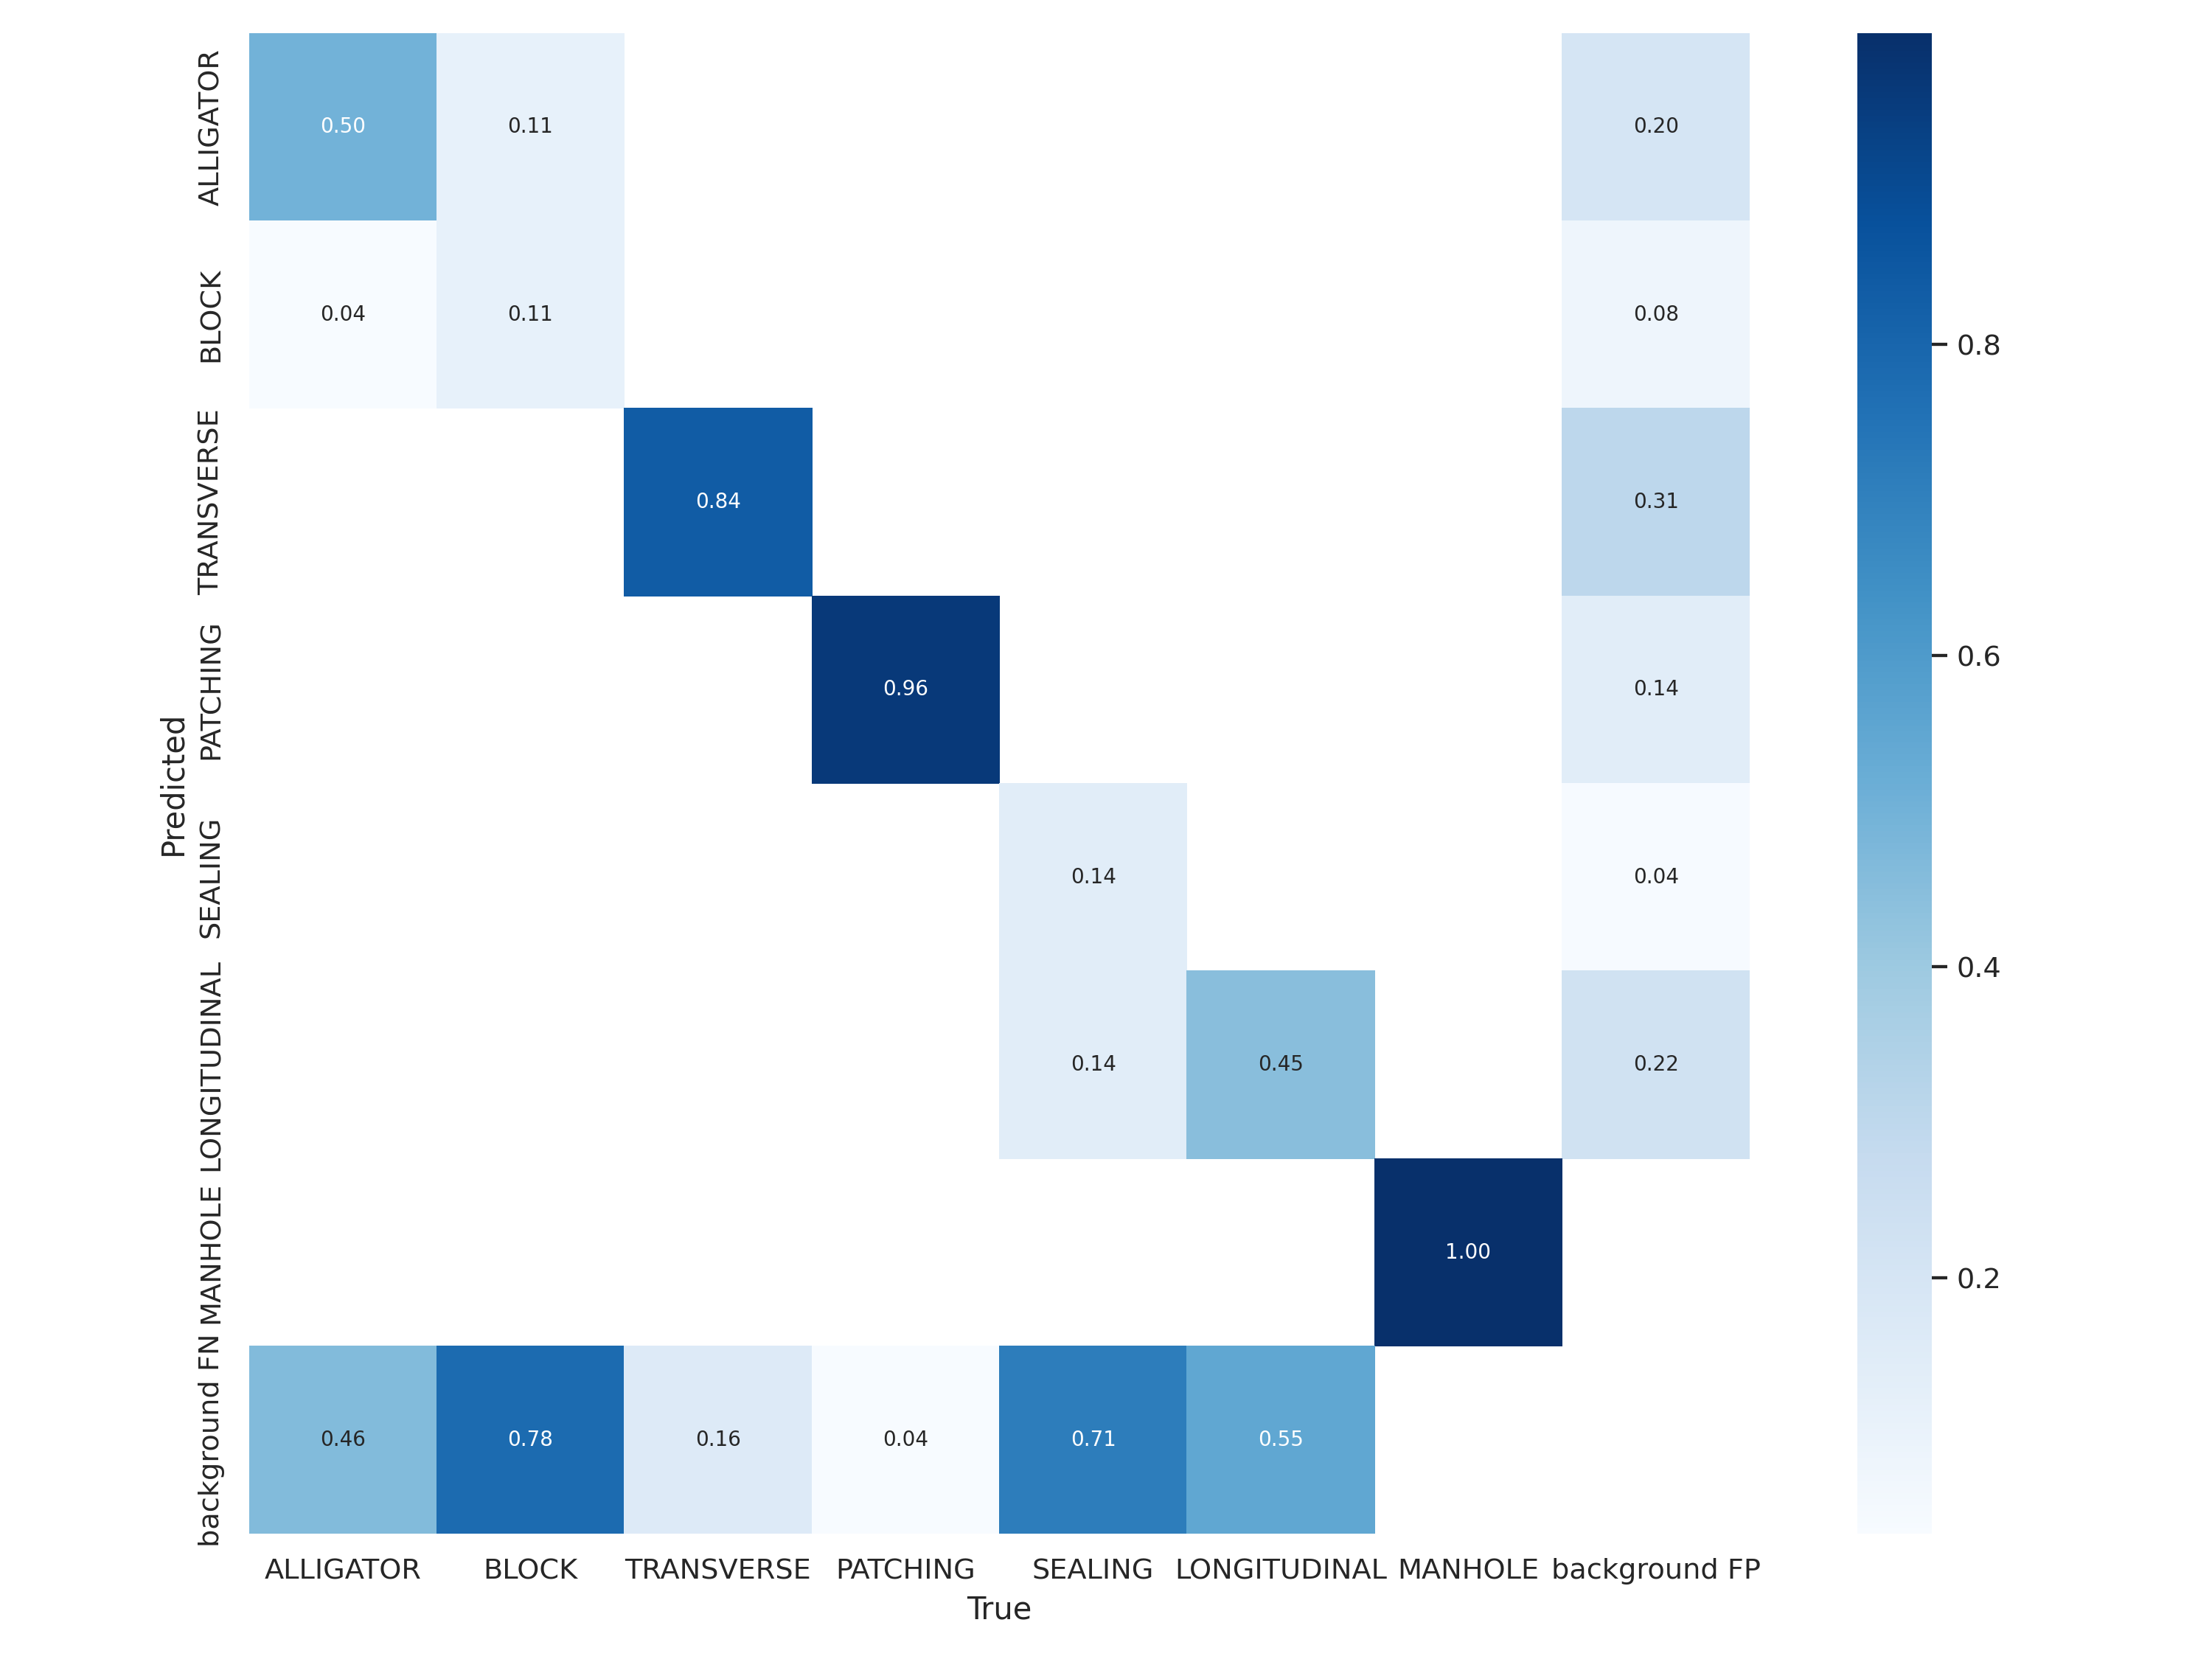 ALLIGATOR 0.50 0.11 0.20
BLOCK 0.04 0.11 0.08
0.8
TRANSVERSE 0.84 0.31
0.6
PATCHING 0.96 0.14
Predicted
SEALING 0.14 0.04
0.4
LONGITUDINAL 0.14 0.45 0.22
MANHOLE 1.00
0.2
background FN 0.46 0.78 0.16 0.04 0.71 0.55
ALLIGATOR BLOCK TRANSVERSE PATCHING SEALING LONGITUDINAL MANHOLE background FP
True